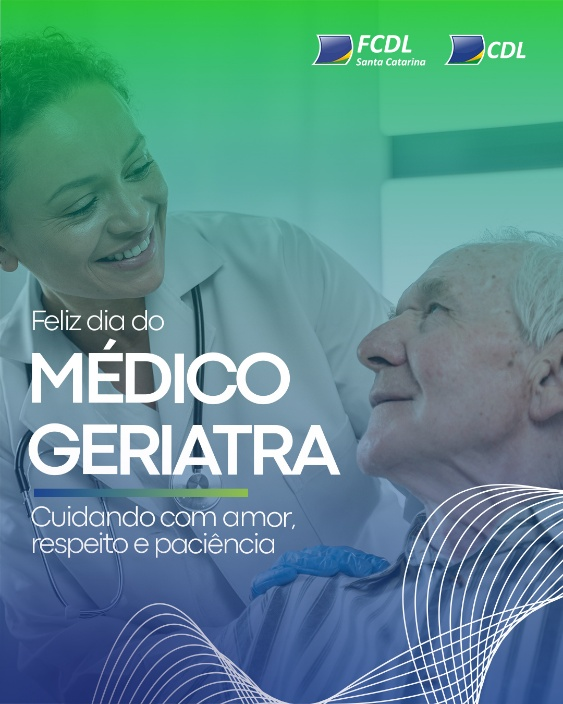 FCDL
Santa Catarina
CDL
Feliz dia do
MÉDICO
GERIATRA
Cuidando com amor,
respeito e paciência